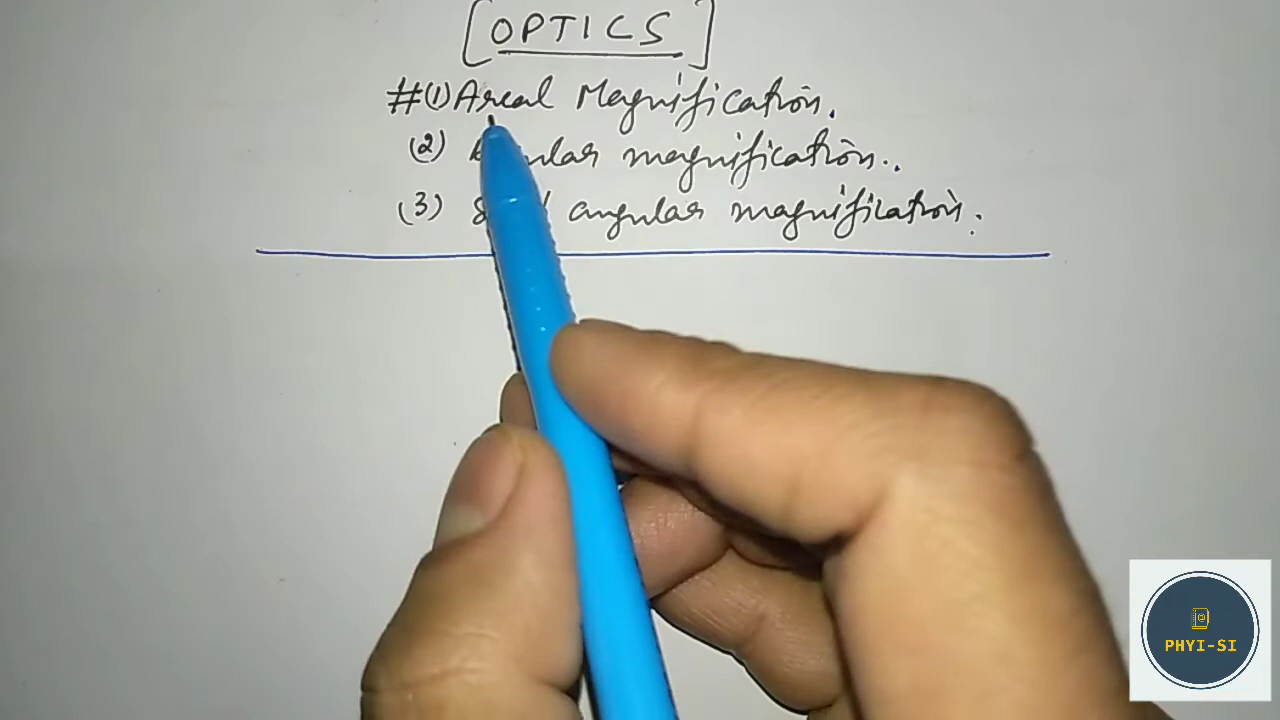 [OPTICS]
#(1) Areal Magnification.
(2) magnification..
(3) angular magnification.
PHYI-SI